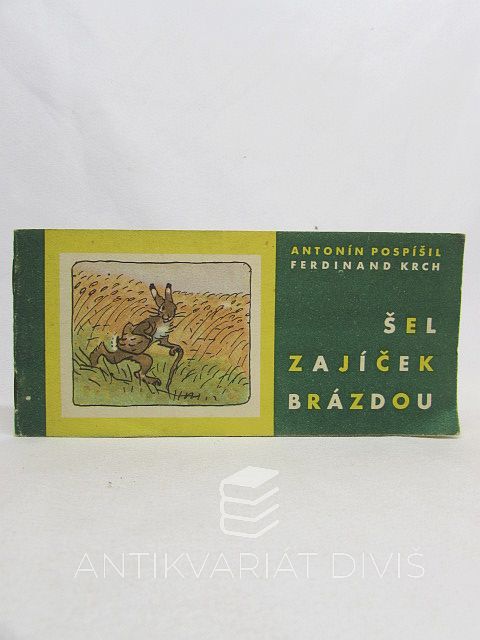 ANTONÍN POSPÍŠIL
FERDINAND KRCH
ŠEL
ZAJÍČEK
BRÁZDOU
ANTIKVARIÁT DIVIŠ